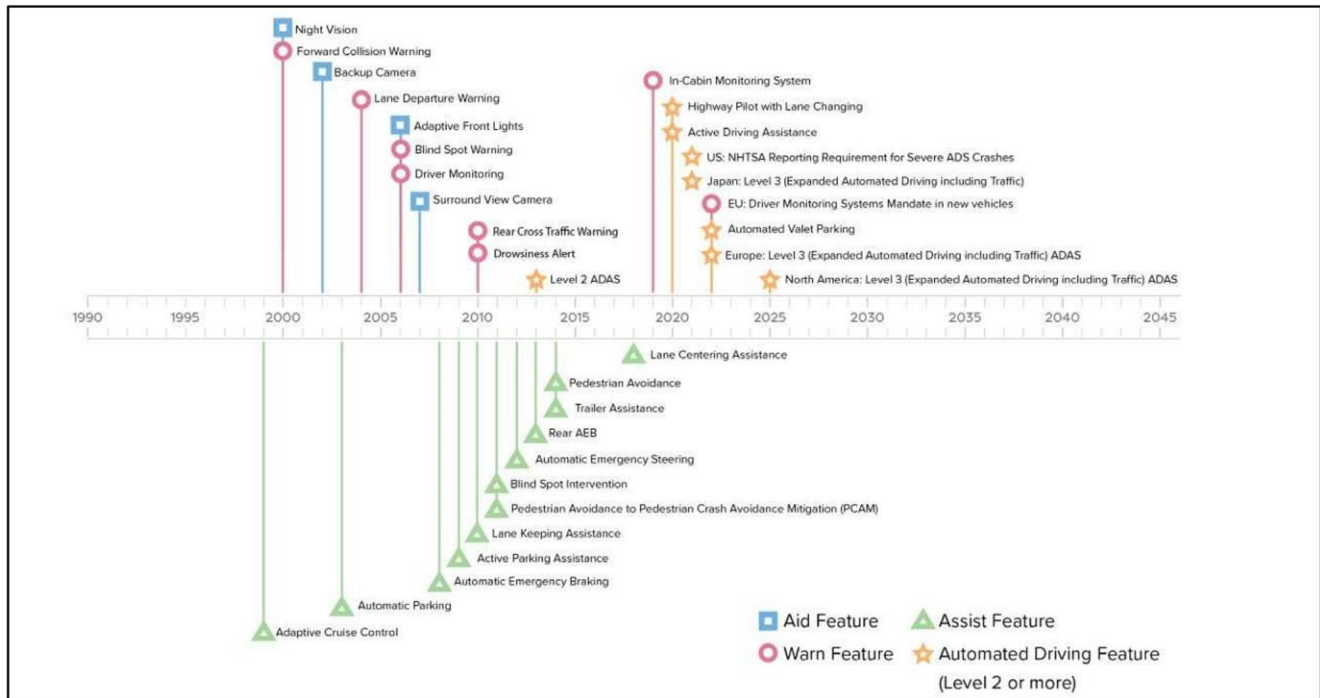 Night Vision
Forward Collision Warning
Backup Camera
Lane Departure Warning
Adaptive Front Lights
Blind Spot Warning
Driver Monitoring
Surround View Camera
Rear Cross Traffic Warning
Drowsiness Alert
Level 2 ADAS
In-Cabin Monitoring System
Highway Pilot with Lane Changing
Active Driving Assistance
US: NHTSA Reporting Requirement for Severe ADS Crashes
Japan: Level 3 (Expanded Automated Driving including Traffic)
EU: Driver Monitoring Systems Mandate in new vehicles
Automated Valet Parking
Europe: Level 3 (Expanded Automated Driving including Traffic) ADAS
North America: Level 3 (Expanded Automated Driving including Traffic) ADAS
1990 1995 2000 2005 2010 2015 2020 2025 2030 2035 2040 2045
Lane Centering Assistance
Pedestrian Avoidance
Trailer Assistance
Rear AEB
Automatic Emergency Steering
Blind Spot Intervention
Pedestrian Avoidance to Pedestrian Crash Avoidance Mitigation (PCAM)
Lane Keeping Assistance
Active Parking Assistance
Automatic Emergency Braking
Automatic Parking
Adaptive Cruise Control
Aid Feature
Assist Feature
Warn Feature
Automated Driving Feature
(Level 2 or more)